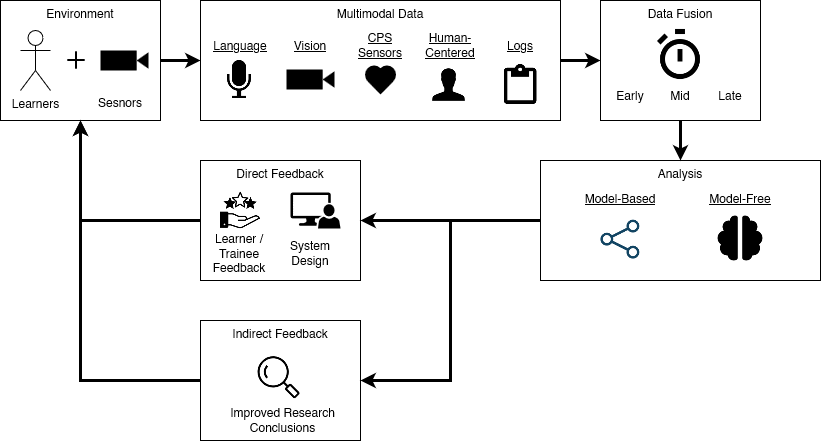 Environment
Learners
+
Sesnors
Multimodal Data
Language
Vision
CPS
Sensors
Human-
Centered
Logs
Data Fusion
Early
Mid
Late
Analysis
Model-Based
Model-Free
Direct Feedback
Learner /
Trainee
Feedback
System
Design
Indirect Feedback
Improved Research
Conclusions